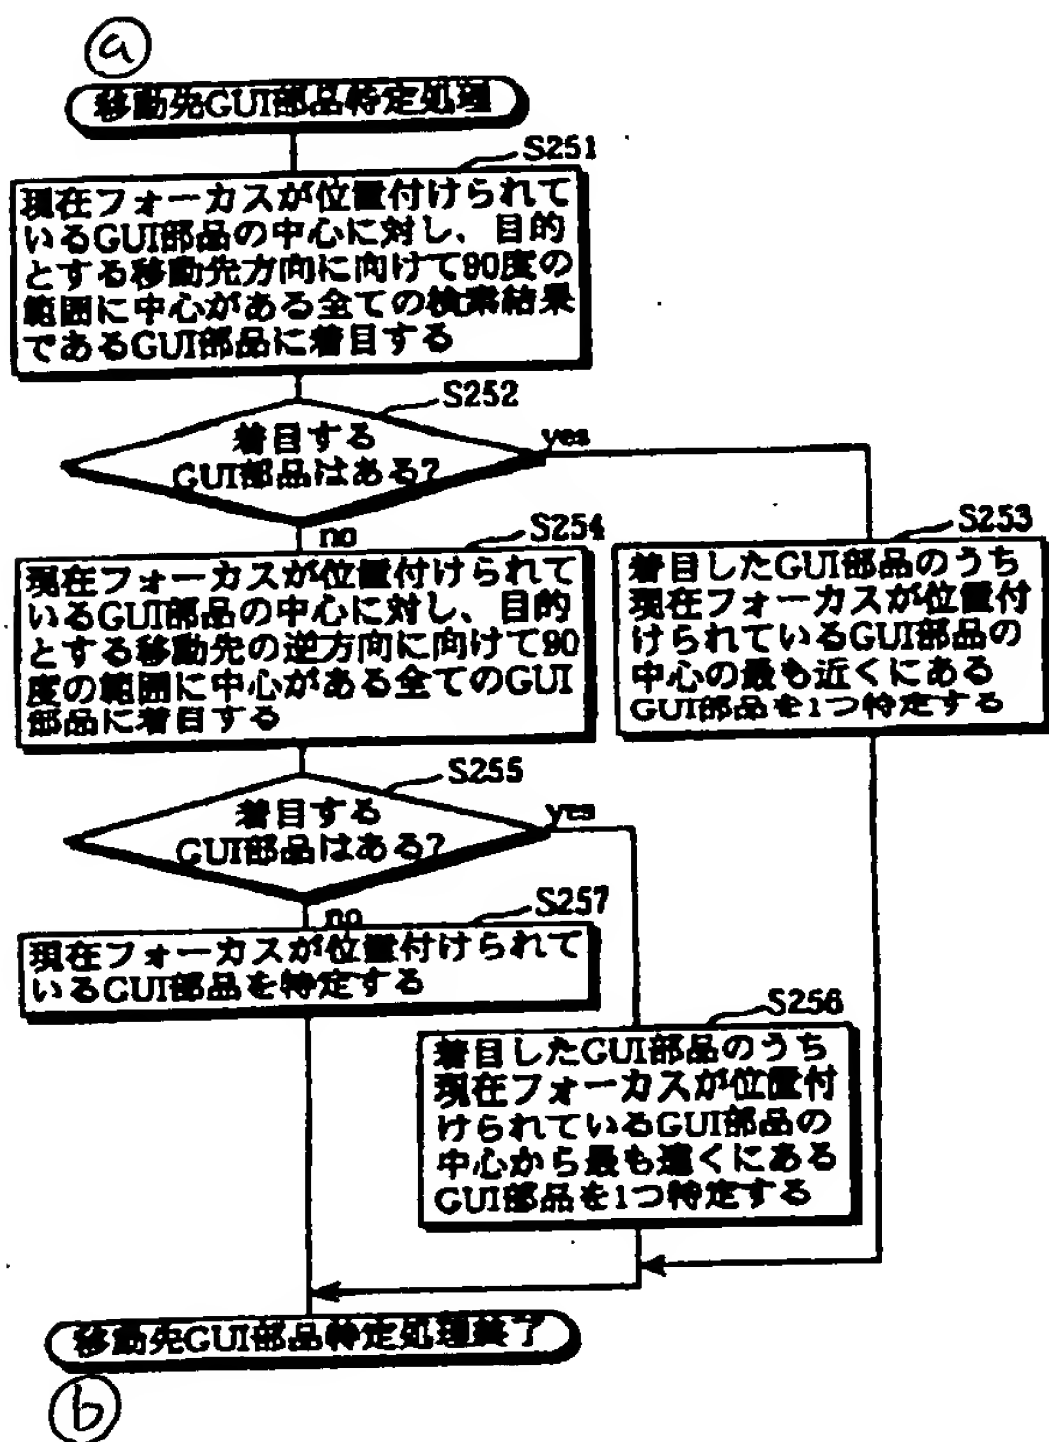 a
移動先GUI部品特定処理
S251
現在フォーカスが位置付けられて
いるGUI部品の中心に対し、目的
とする移動先方向に向けて90度の
範囲に中心がある全ての検索結果
であるGUI部品に着目する
S252
着目する
GUI部品はある?
yes
no
S254
現在フォーカスが位置付けられて
いるGUI部品の中心に対し、目的
とする移動先の逆方向に向けて90
度の範囲に中心がある全てのGUI
部品に着目する
S253
着目したGUI部品のうち
現在フォーカスが位置付
けられているGUI部品の
中心の最も近くにある
GUI部品を1つ特定する
S255
着目する
GUI部品はある?
yes
no
S257
現在フォーカスが位置付けられて
いるGUI部品を特定する
S256
着目したGUI部品のうち
現在フォーカスが位置付
けられているGUI部品の
中心から最も遠くにある
GUI部品を1つ特定する
移動先GUI部品特定処理終了
b